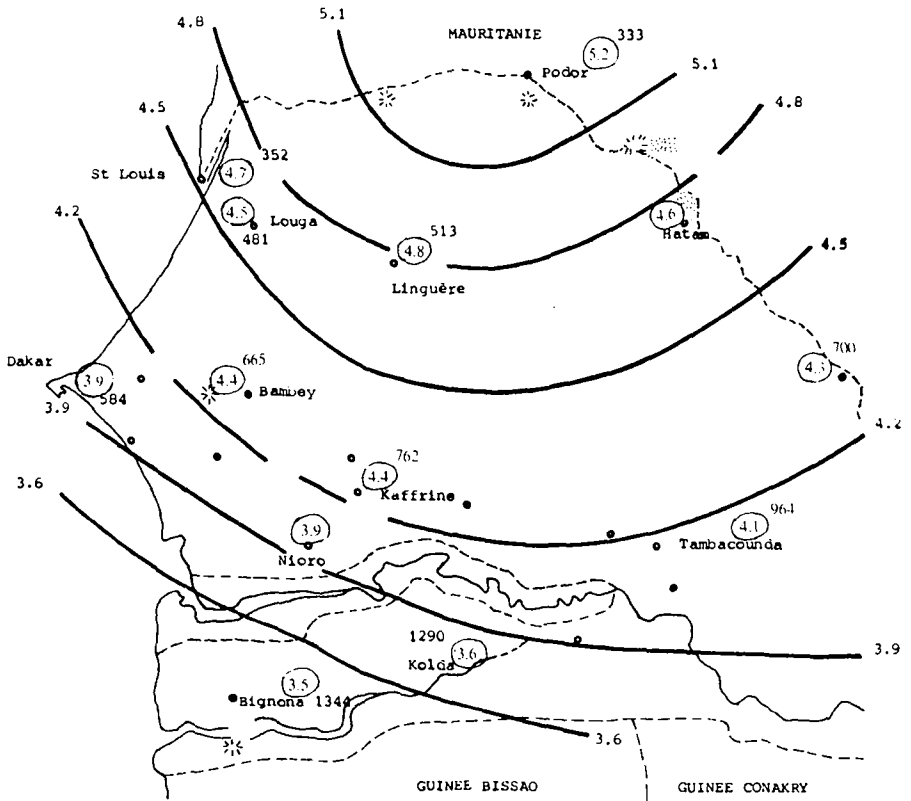 5.1
4.8
MAURITANIE
333
5.2
Podor
5.1
4.8
4.5
352
St Louis
4.7
4.5
Louga
481
4.2
513
4.8
Linguère
4.6
Hatam
4.5
Dakar
3.9
584
665
4.4
Bambey
700
4.3
3.9
4.2
3.6
762
4.4
Kaffrine
3.9
Nioro
964
4.1
Tambacounda
1290
3.6
Kolda
3.9
3.5
Bignona 1344
3.6
GUINEE BISSAO
GUINEE CONAKRY